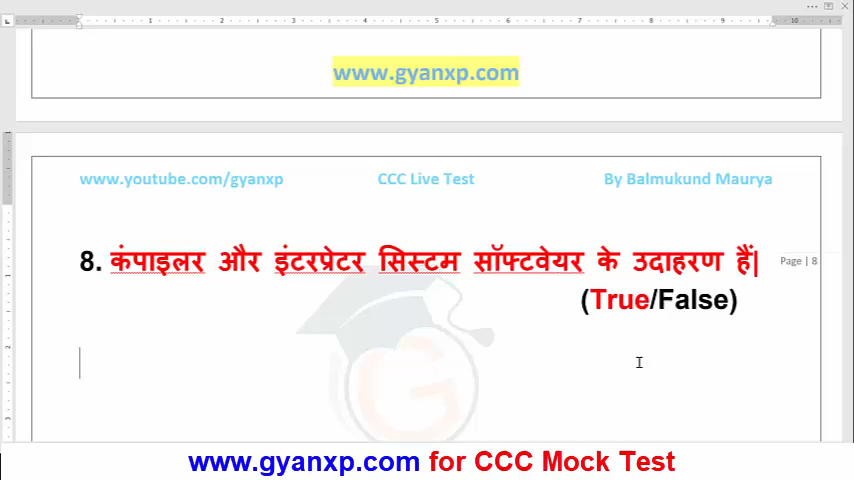 www.gyanxp.com
www.youtube.com/gyanxp CCC Live Test By Balmukund Maurya
8. कंपाइलर और इंटरप्रेटर सिस्टम सॉफ्टवेयर के उदाहरण हैं|
Page | 8
(True/False)
www.gyanxp.com for CCC Mock Test